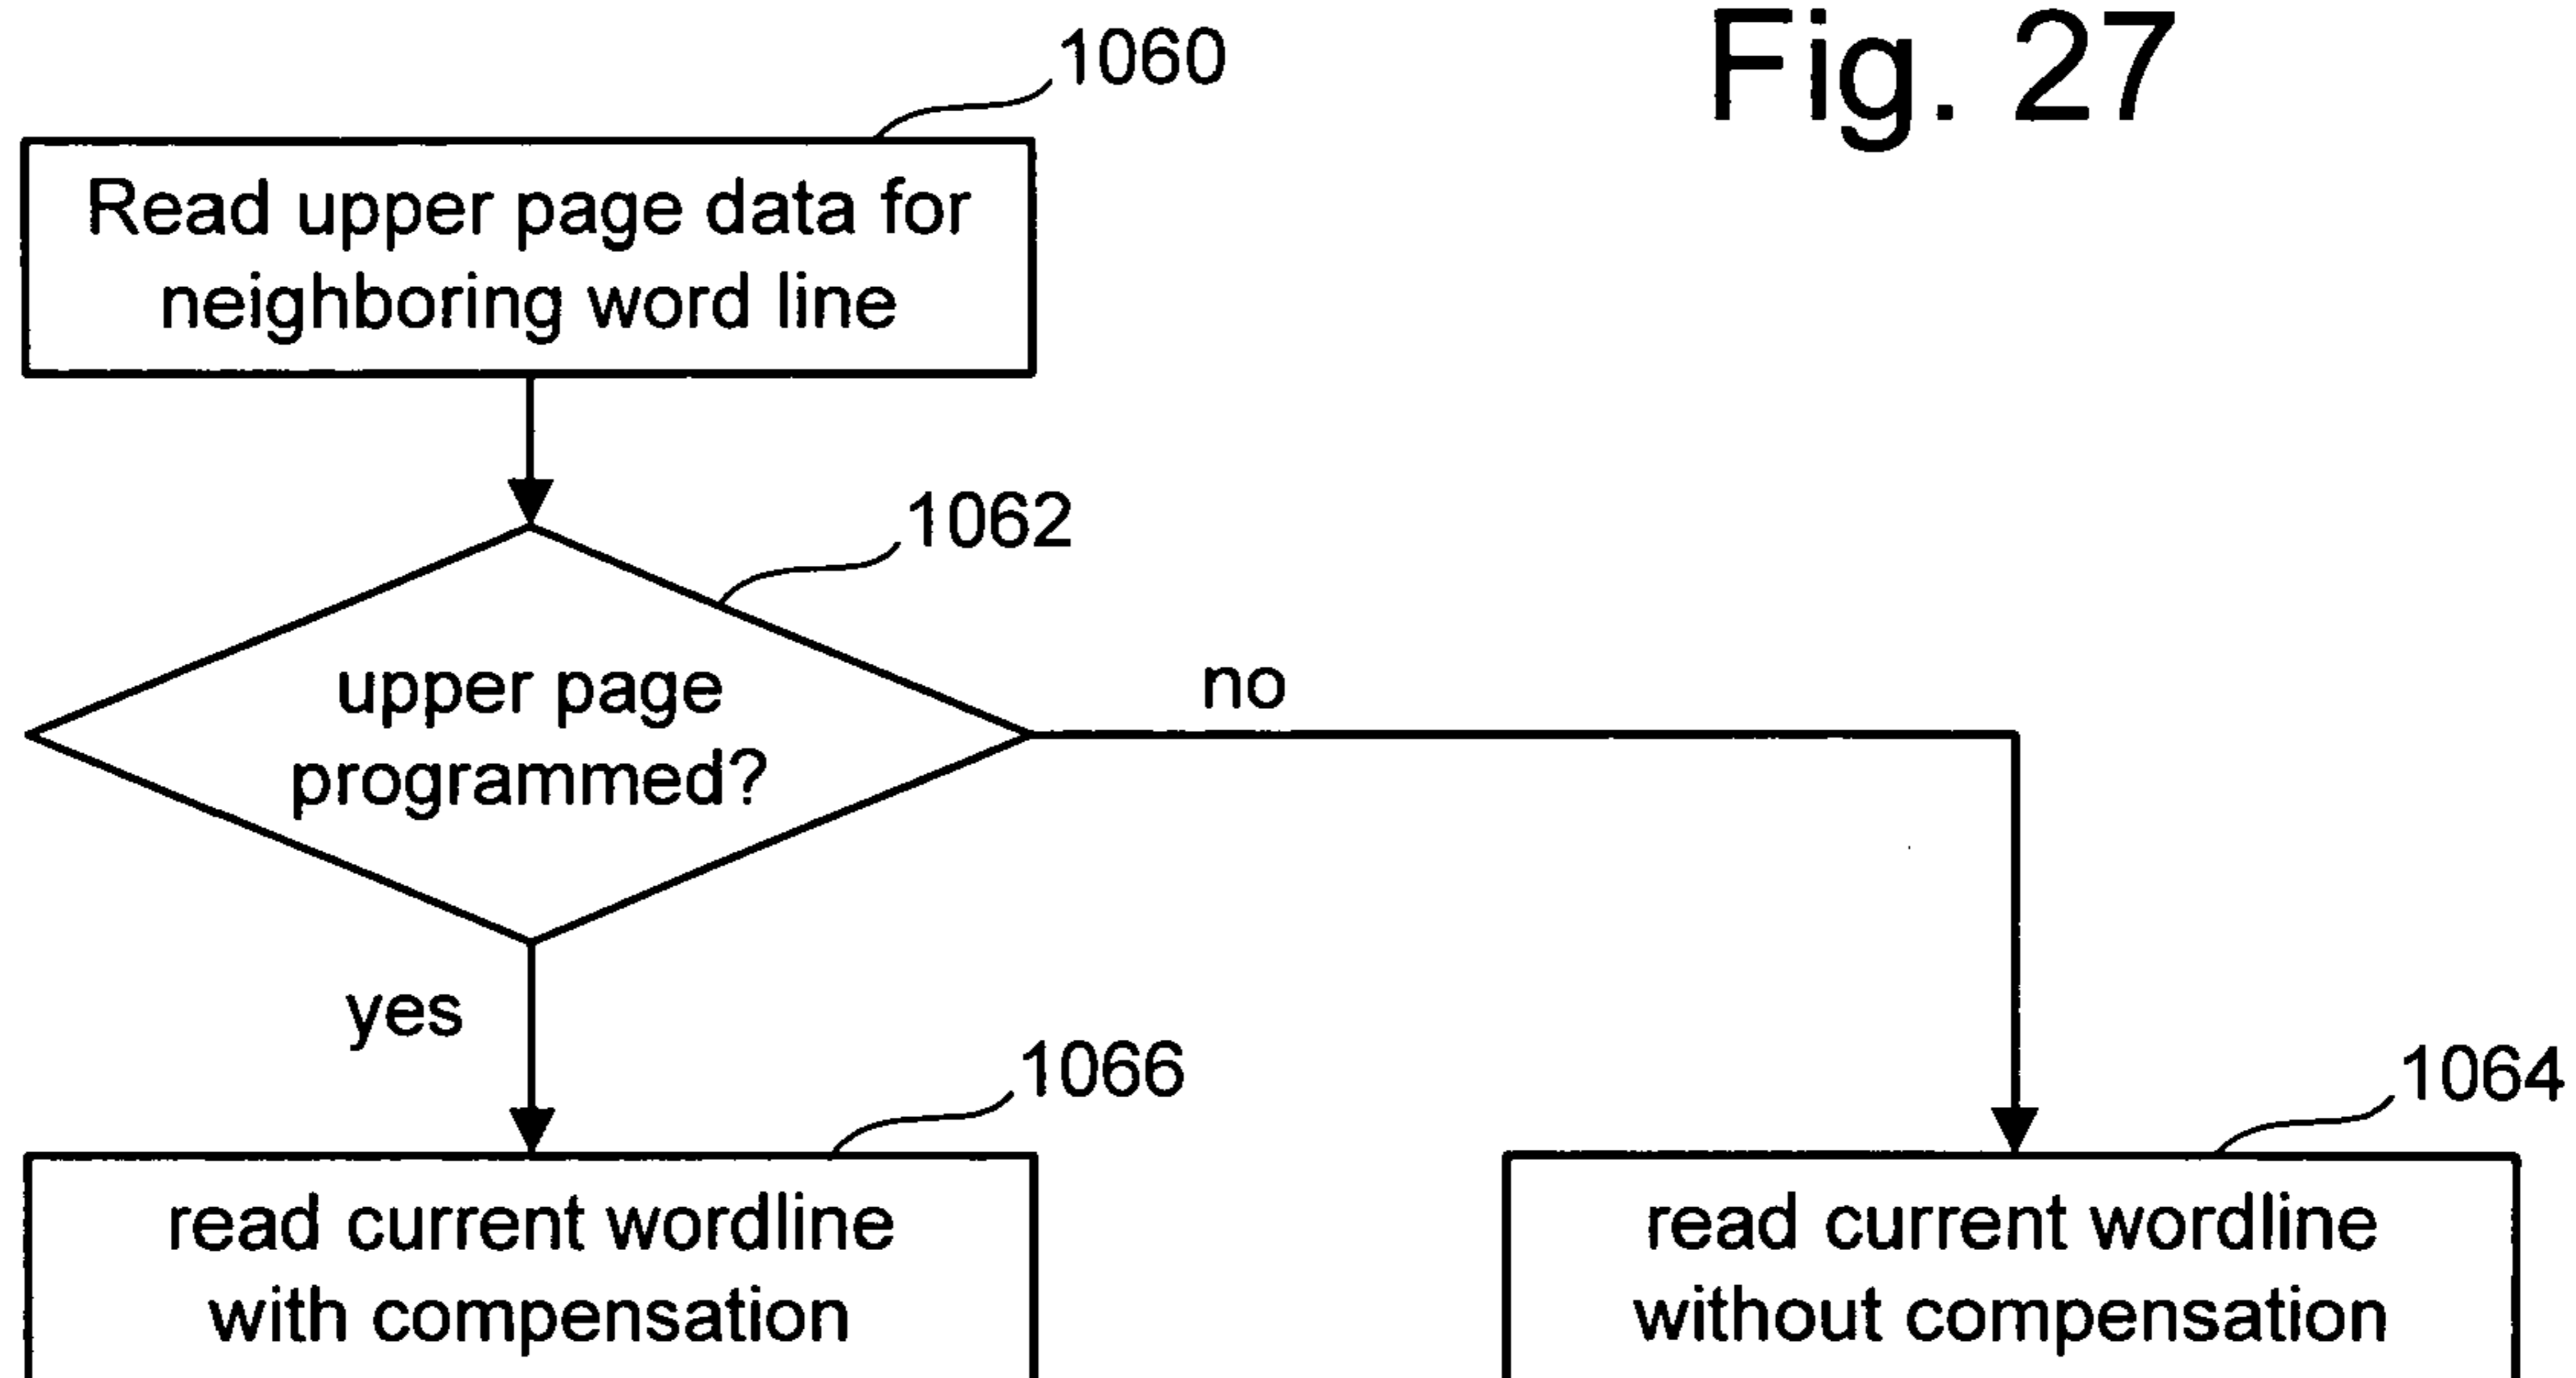 Fig. 27
1060
Read upper page data for
neighboring word line
1062
upper page
programmed?
no
yes
1066
read current wordline
with compensation
1064
read current wordline
without compensation